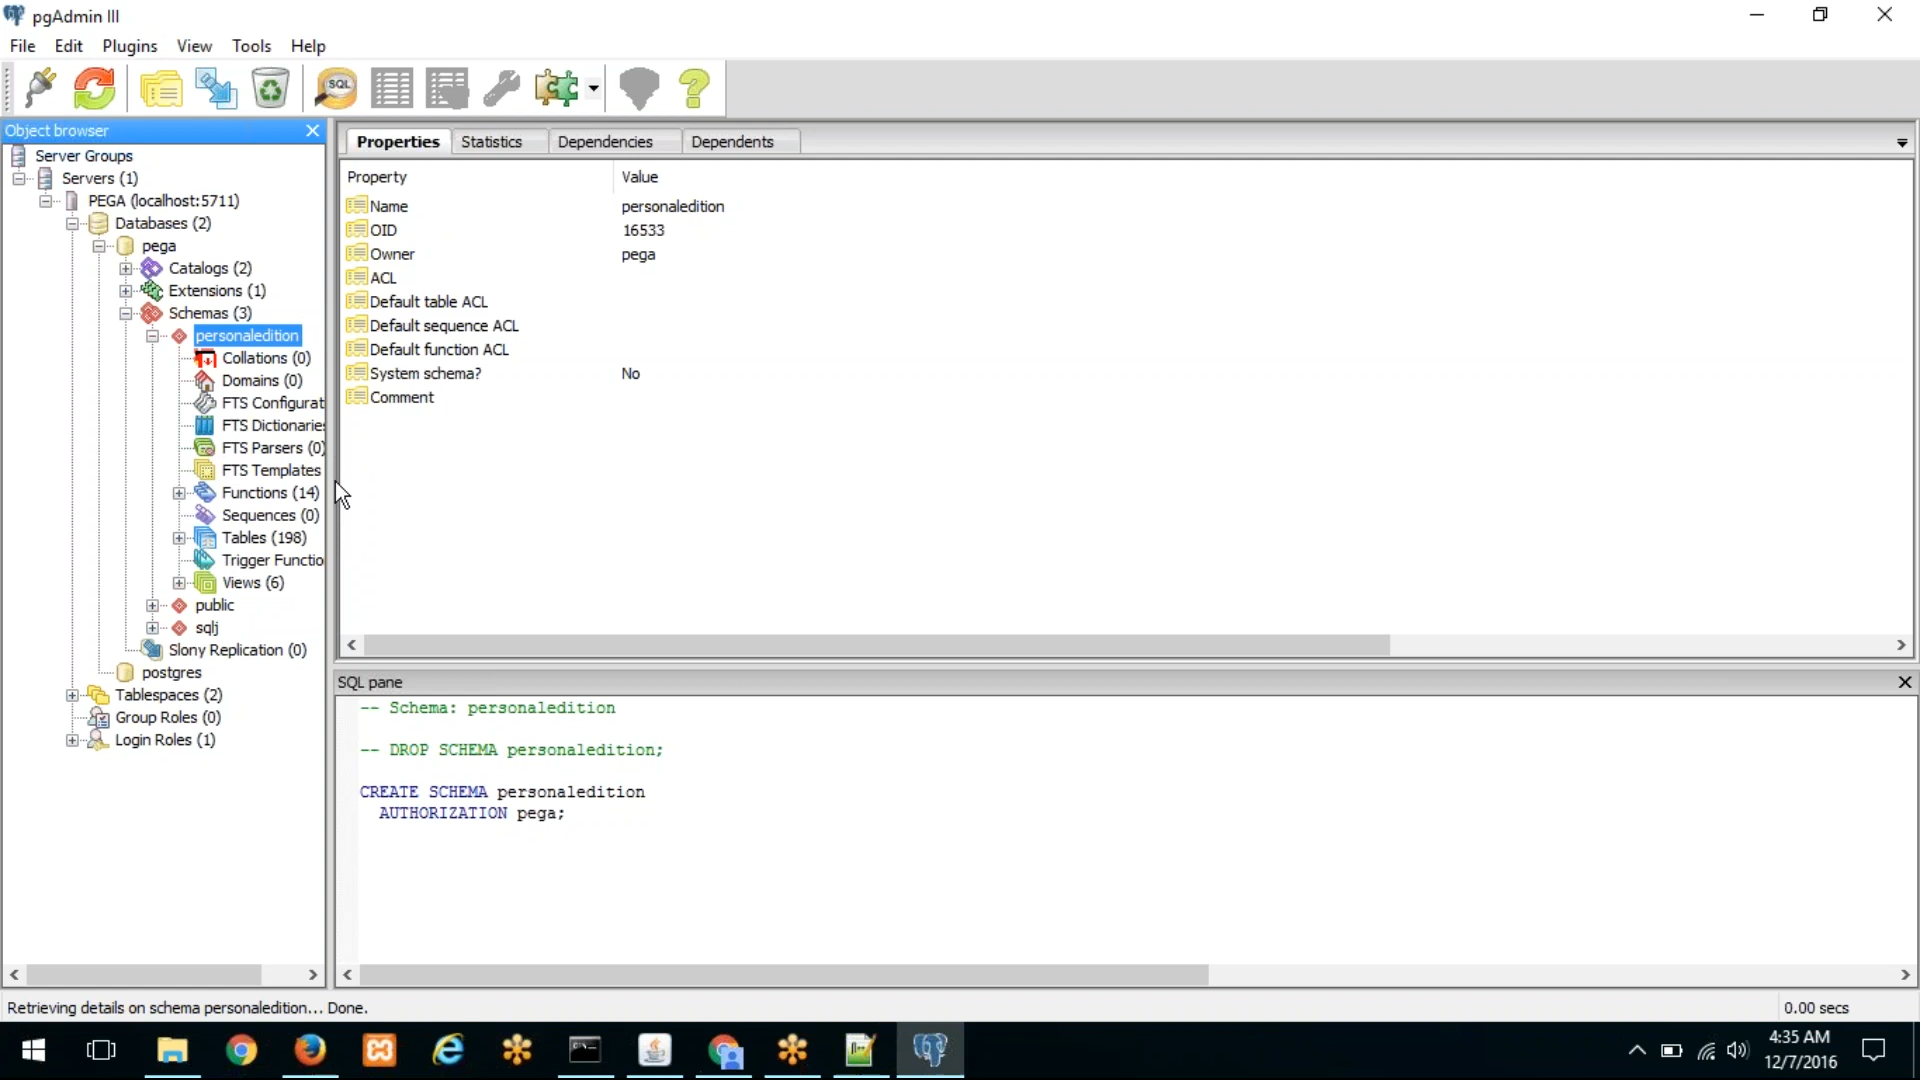 pgAdmin III
File Edit Plugins View Tools Help
SQL
Object browser
Server Groups
Servers (1)
PEGA (localhost:5711)
Databases (2)
pega
Catalogs (2)
Extensions (1)
Schemas (3)
personaledition
Collations (0)
Domains (0)
FTS Configurat
FTS Dictionaries
FTS Parsers (0)
FTS Templates
Functions (14)
Sequences (0)
Tables (198)
Trigger Functio
Views (6)
public
sqlj
Slony Replication (0)
postgres
Tablespaces (2)
Group Roles (0)
Login Roles (1)
Properties Statistics Dependencies Dependents
Property Value
Name personaledition
OID 16533
Owner pega
ACL
Default table ACL
Default sequence ACL
Default function ACL
System schema? No
Comment
SQL pane
-- Schema: personaledition
-- DROP SCHEMA personaledition;
CREATE SCHEMA personaledition
AUTHORIZATION pega;
Retrieving details on schema personaledition... Done. 0.00 secs
4:35 AM
12/7/2016